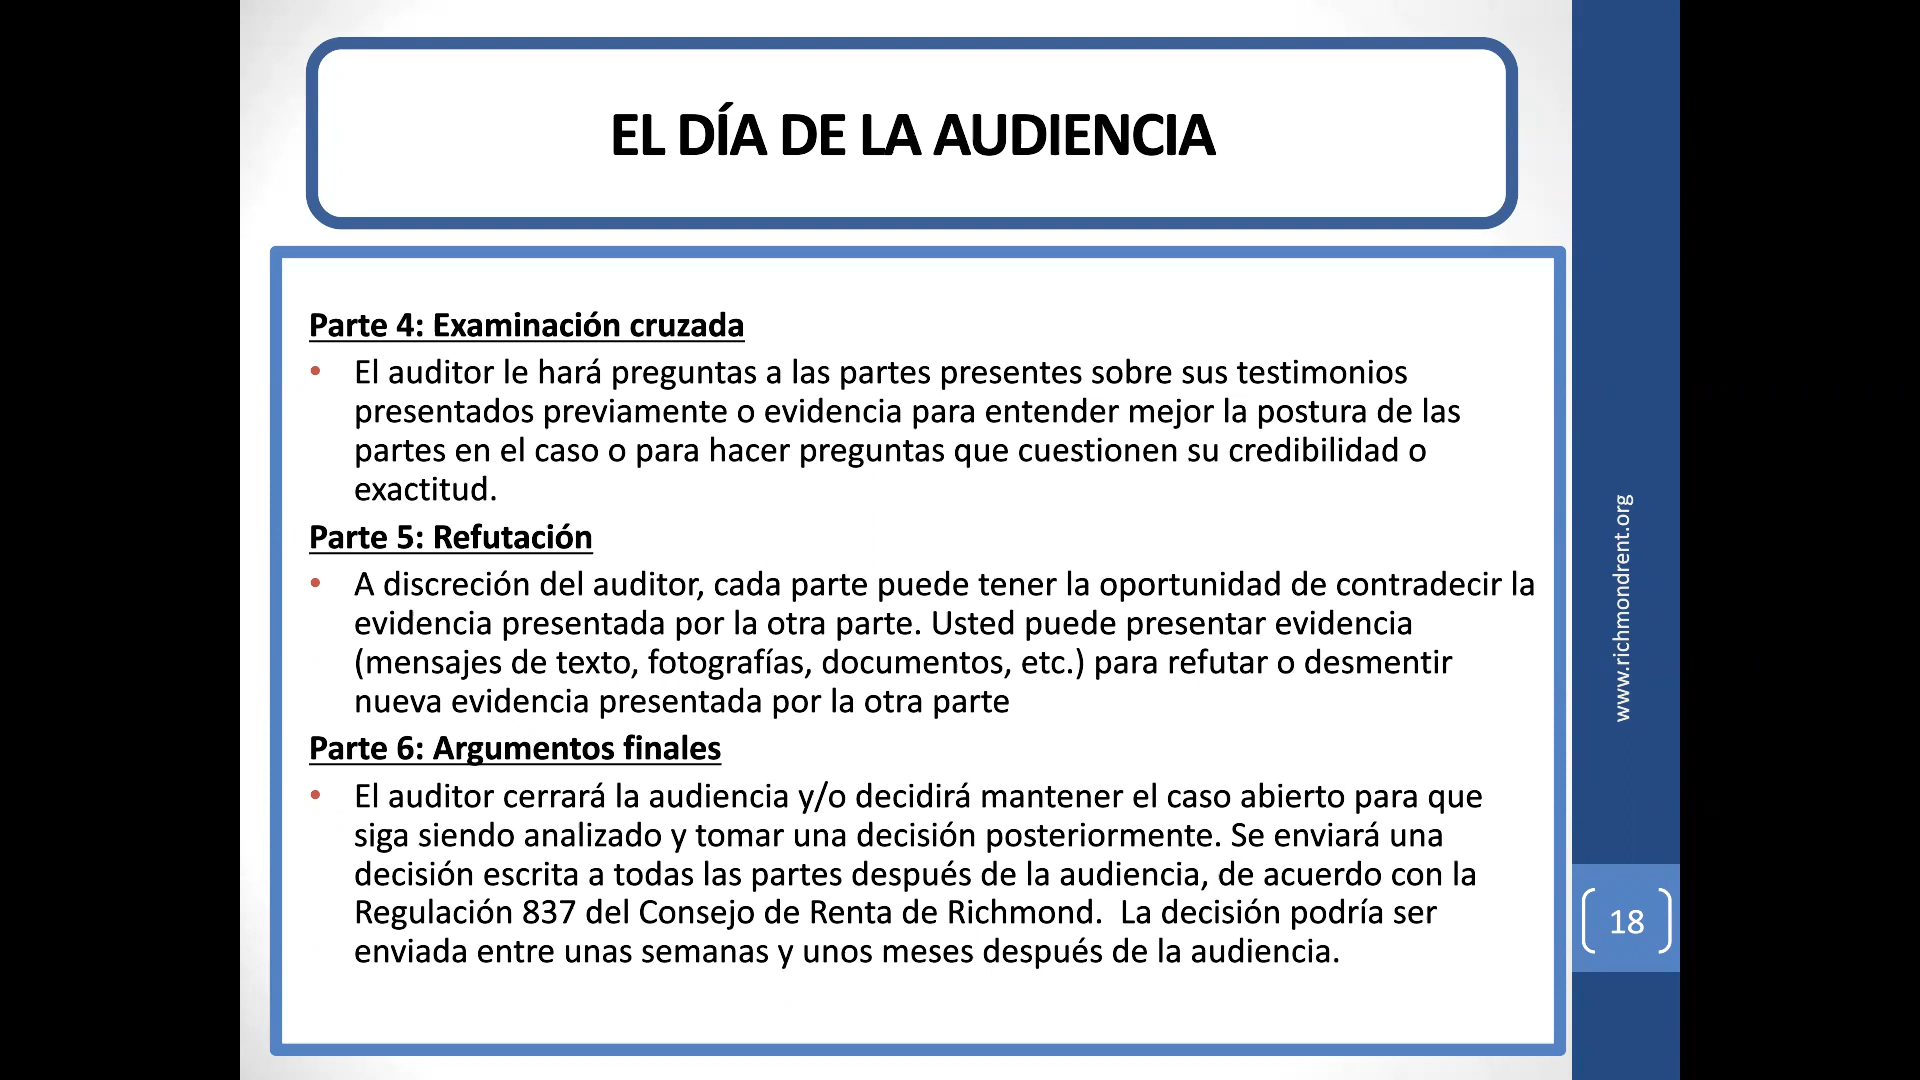 EL DÍA DE LA AUDIENCIA
Parte 4: Examinación cruzada
• El auditor le hará preguntas a las partes presentes sobre sus testimonios
presentados previamente o evidencia para entender mejor la postura de las
partes en el caso o para hacer preguntas que cuestionen su credibilidad o
exactitud.
Parte 5: Refutación
• A discreción del auditor, cada parte puede tener la oportunidad de contradecir la
evidencia presentada por la otra parte. Usted puede presentar evidencia
(mensajes de texto, fotografías, documentos, etc.) para refutar o desmentir
nueva evidencia presentada por la otra parte
Parte 6: Argumentos finales
• El auditor cerrará la audiencia y/o decidirá mantener el caso abierto para que
siga siendo analizado y tomar una decisión posteriormente. Se enviará una
decisión escrita a todas las partes después de la audiencia, de acuerdo con la
Regulación 837 del Consejo de Renta de Richmond.  La decisión podría ser
enviada entre unas semanas y unos meses después de la audiencia.
www.richmondrent.org
18